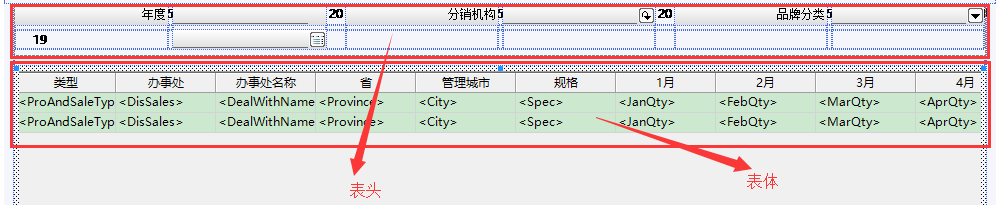 年度 5 20 分销机构 5 20 品牌分类 5
19
类型 办事处 办事处名称 省 管理城市 规格 1月 2月 3月 4月
<ProAndSaleTyp <DisSales> <DealWithName <Province> <City> <Spec> <JanQty> <FebQty> <MarQty> <AprQty>
<ProAndSaleTyp <DisSales> <DealWithName <Province> <City> <Spec> <JanQty> <FebQty> <MarQty> <AprQty>
表头
表体